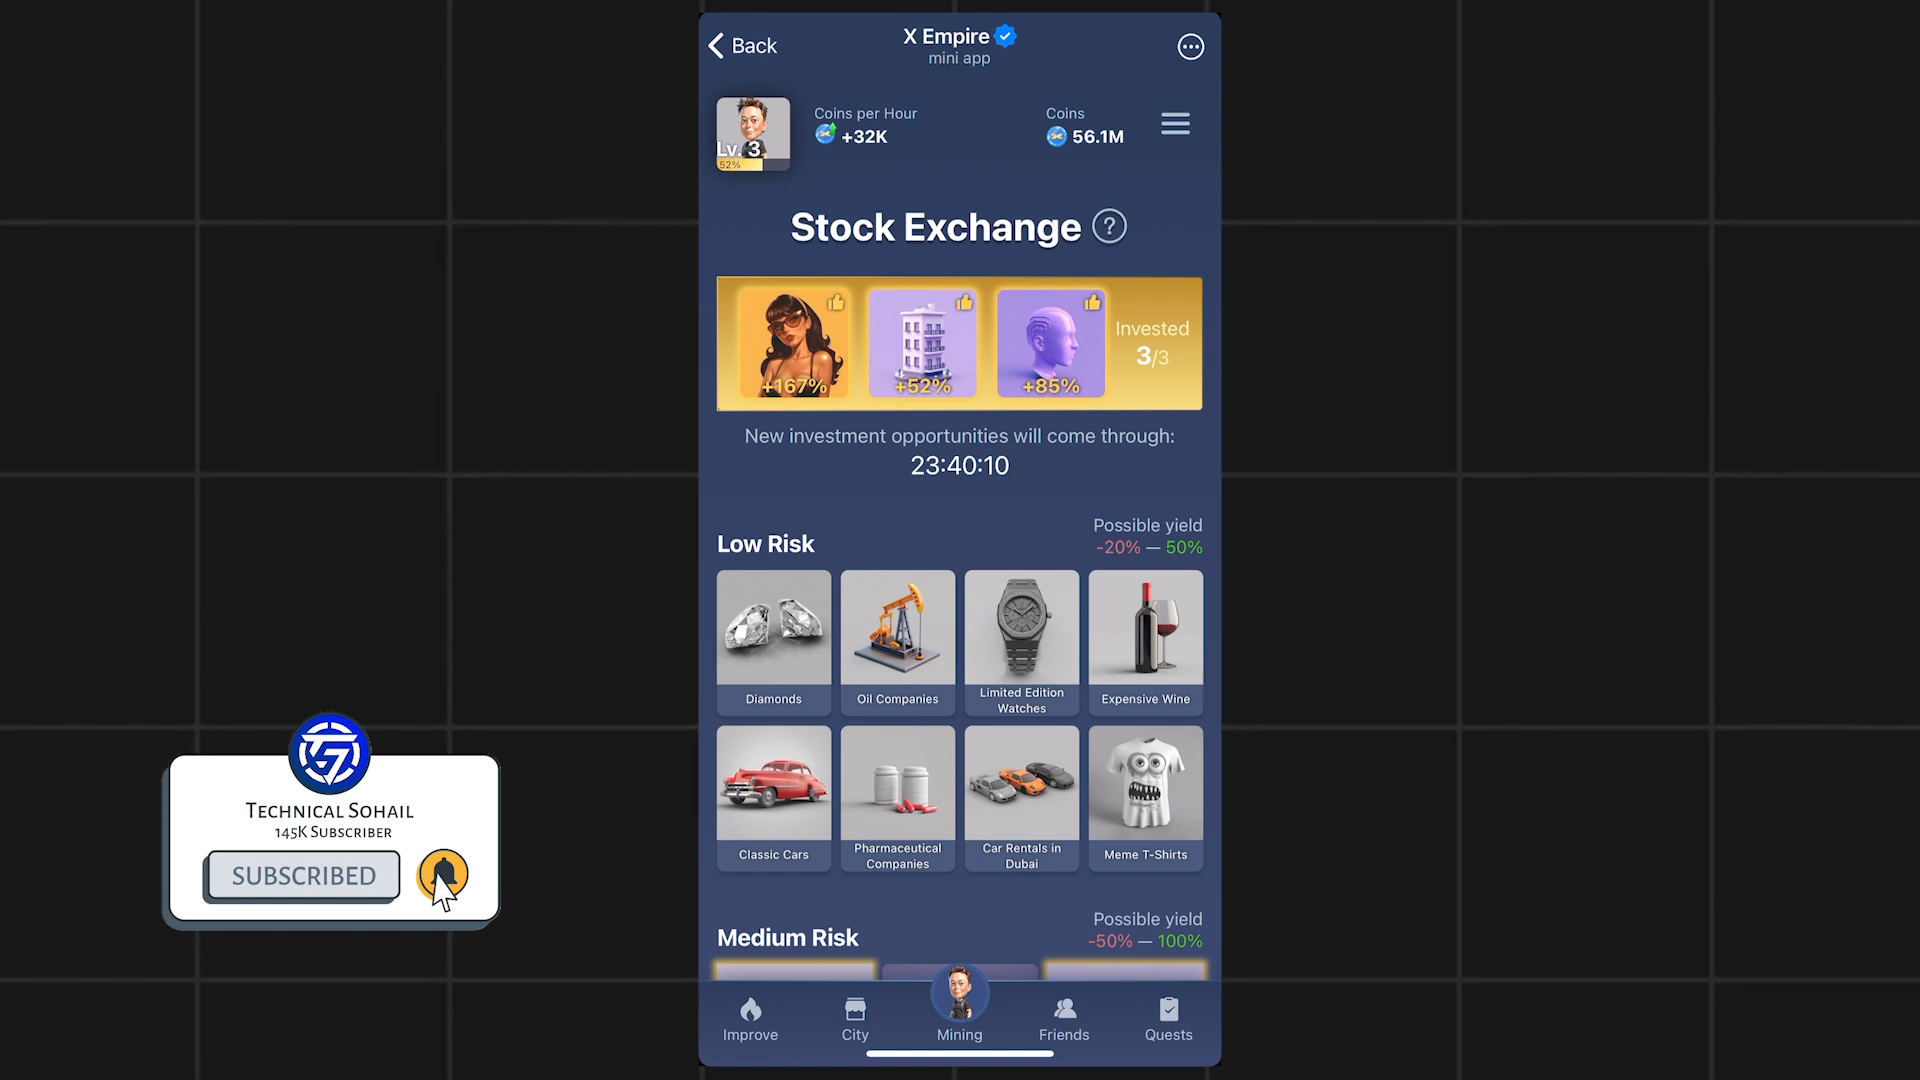 Back
X Empire
mini app
Lv. 3
52%
Coins per Hour
+32K
Coins
56.1M
Stock Exchange ?
+167%
+52%
+85%
Invested
3/3
New investment opportunities will come through:
23:40:10
Low Risk
Possible yield
-20% — 50%
Diamonds
Oil Companies
Limited Edition
Watches
Expensive Wine
Classic Cars
Pharmaceutical
Companies
Car Rentals in
Dubai
Meme T-Shirts
Medium Risk
Possible yield
-50% — 100%
Improve
City
Mining
Friends
Quests
Technical Sohail
145K Subscriber
SUBSCRIBED